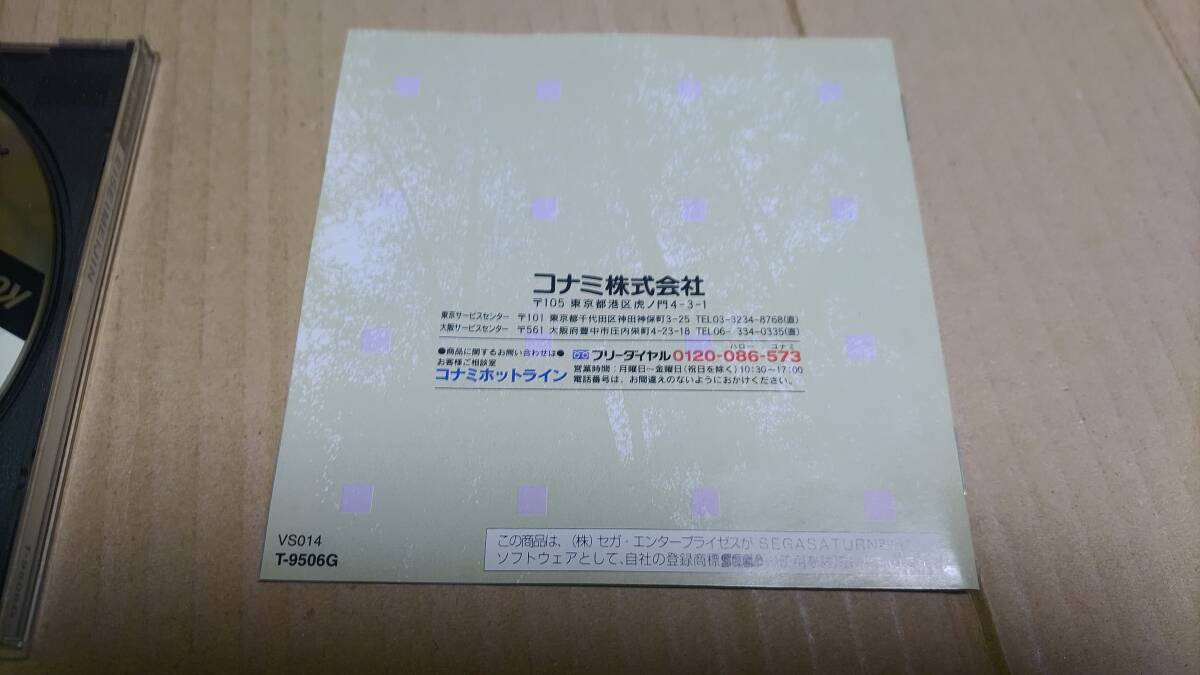 コナミ株式会社
〒105 東京都港区虎ノ門4-3-1
東京サービスセンター 〒101 東京都千代田区神田神保町3-25 TEL03-3234-8768(直)
大阪サービスセンター 〒561 大阪府豊中市庄内栄町4-23-18 TEL06- 334-0335(直)
ハロー コナミ
●商品に関するお問い合わせは● フリーダイヤル0120-086-573
お客様ご相談室
コナミホットライン
営業時間:月曜日~金曜日(祝日を除く)10:30~17:00
電話番号は、お間違えのないようにおかけください。
VS014
T-9506G
この商品は、(株)セガ・エンタープライゼスが SEGASATURN
ソフトウェアとして、自社の登録商標SEGA